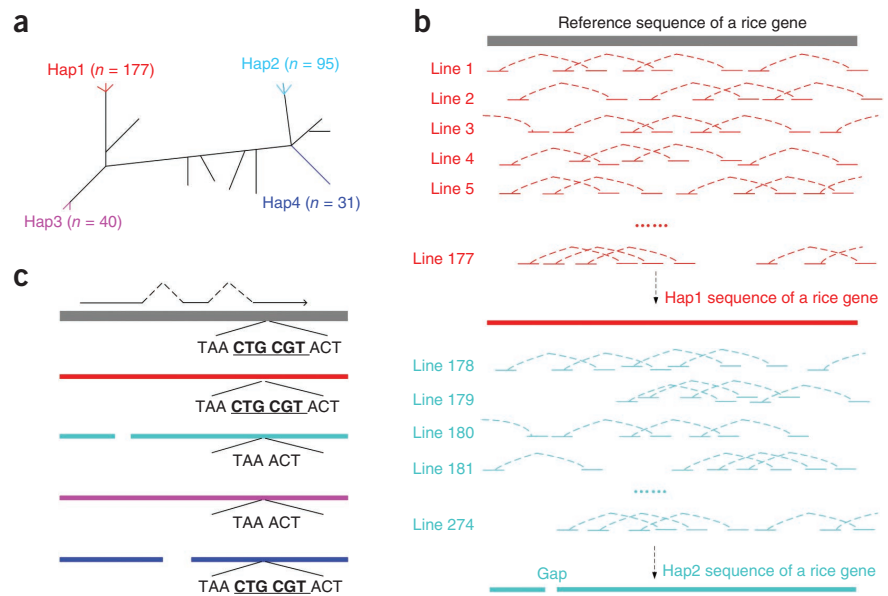 a
Hap1 (n = 177)
Hap2 (n = 95)
Hap3 (n = 40)
Hap4 (n = 31)
b
Reference sequence of a rice gene
Line 1
Line 2
Line 3
Line 4
Line 5
......
Line 177
Hap1 sequence of a rice gene
Line 178
Line 179
Line 180
Line 181
......
Line 274
Gap
Hap2 sequence of a rice gene
c
TAA CTG CGT ACT
TAA CTG CGT ACT
TAA ACT
TAA ACT
TAA CTG CGT ACT